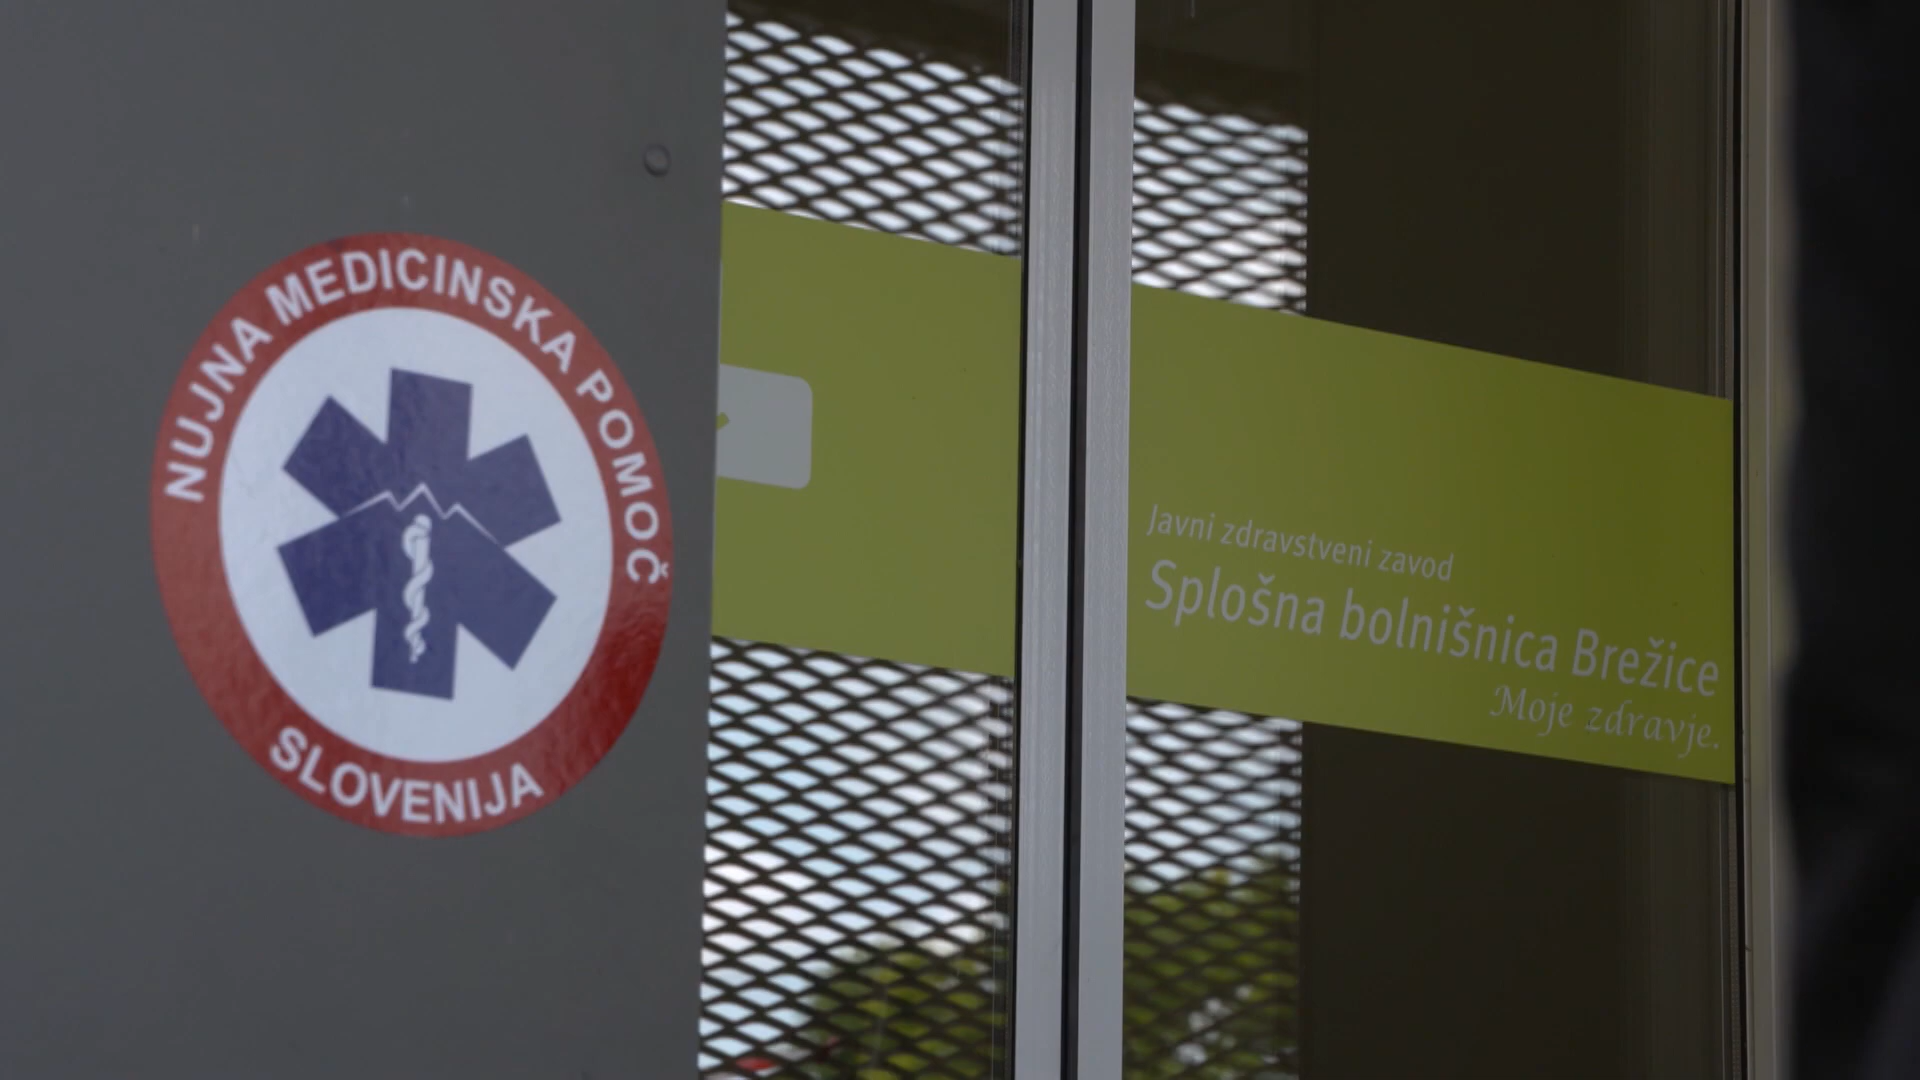 NUJNA MEDICINSKA POMOČ
SLOVENIJA
Javni zdravstveni zavod
Splošna bolnišnica Brežice
Moje zdravje.